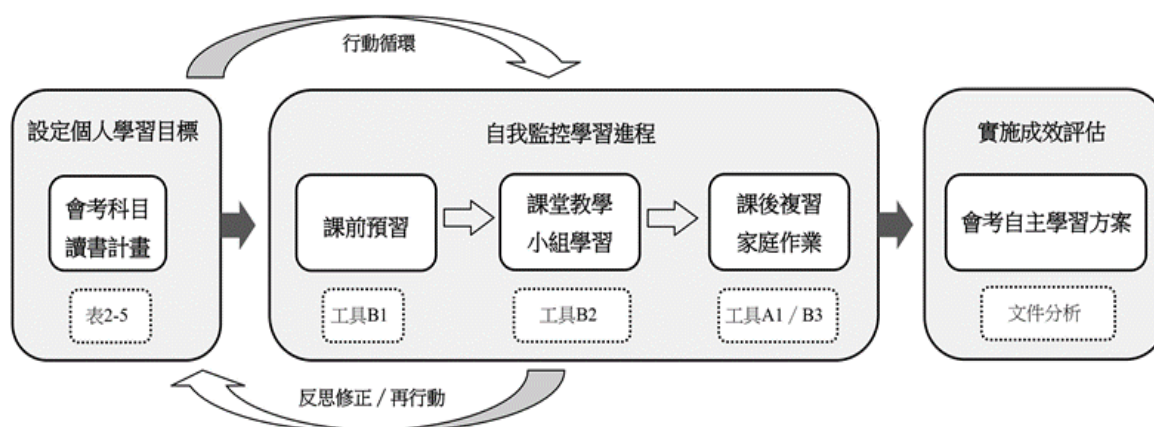 行動循環
設定個人學習目標
會考科目
讀書計畫
表2-5
自我監控學習進程
課前預習
工具B1
課堂教學
小組學習
工具B2
課後複習
家庭作業
工具A1 / B3
實施成效評估
會考自主學習方案
文件分析
反思修正 / 再行動